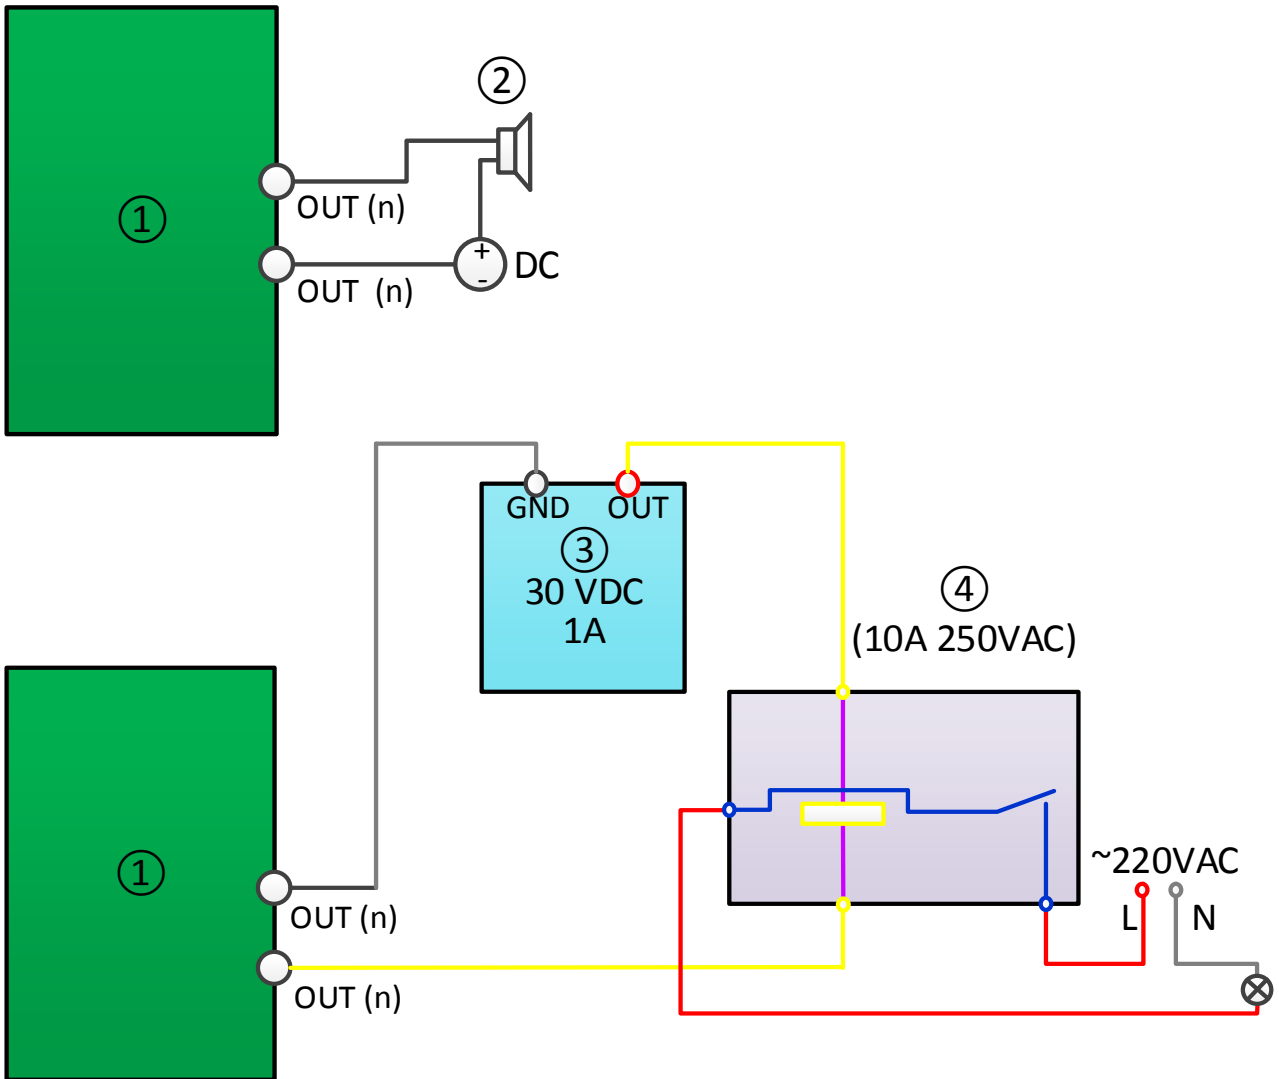 ②
OUT (n)
①
+
-
DC
OUT (n)
GND
OUT
③
30 VDC
1A
④
(10A 250VAC)
~220VAC
①
L
N
OUT (n)
OUT (n)